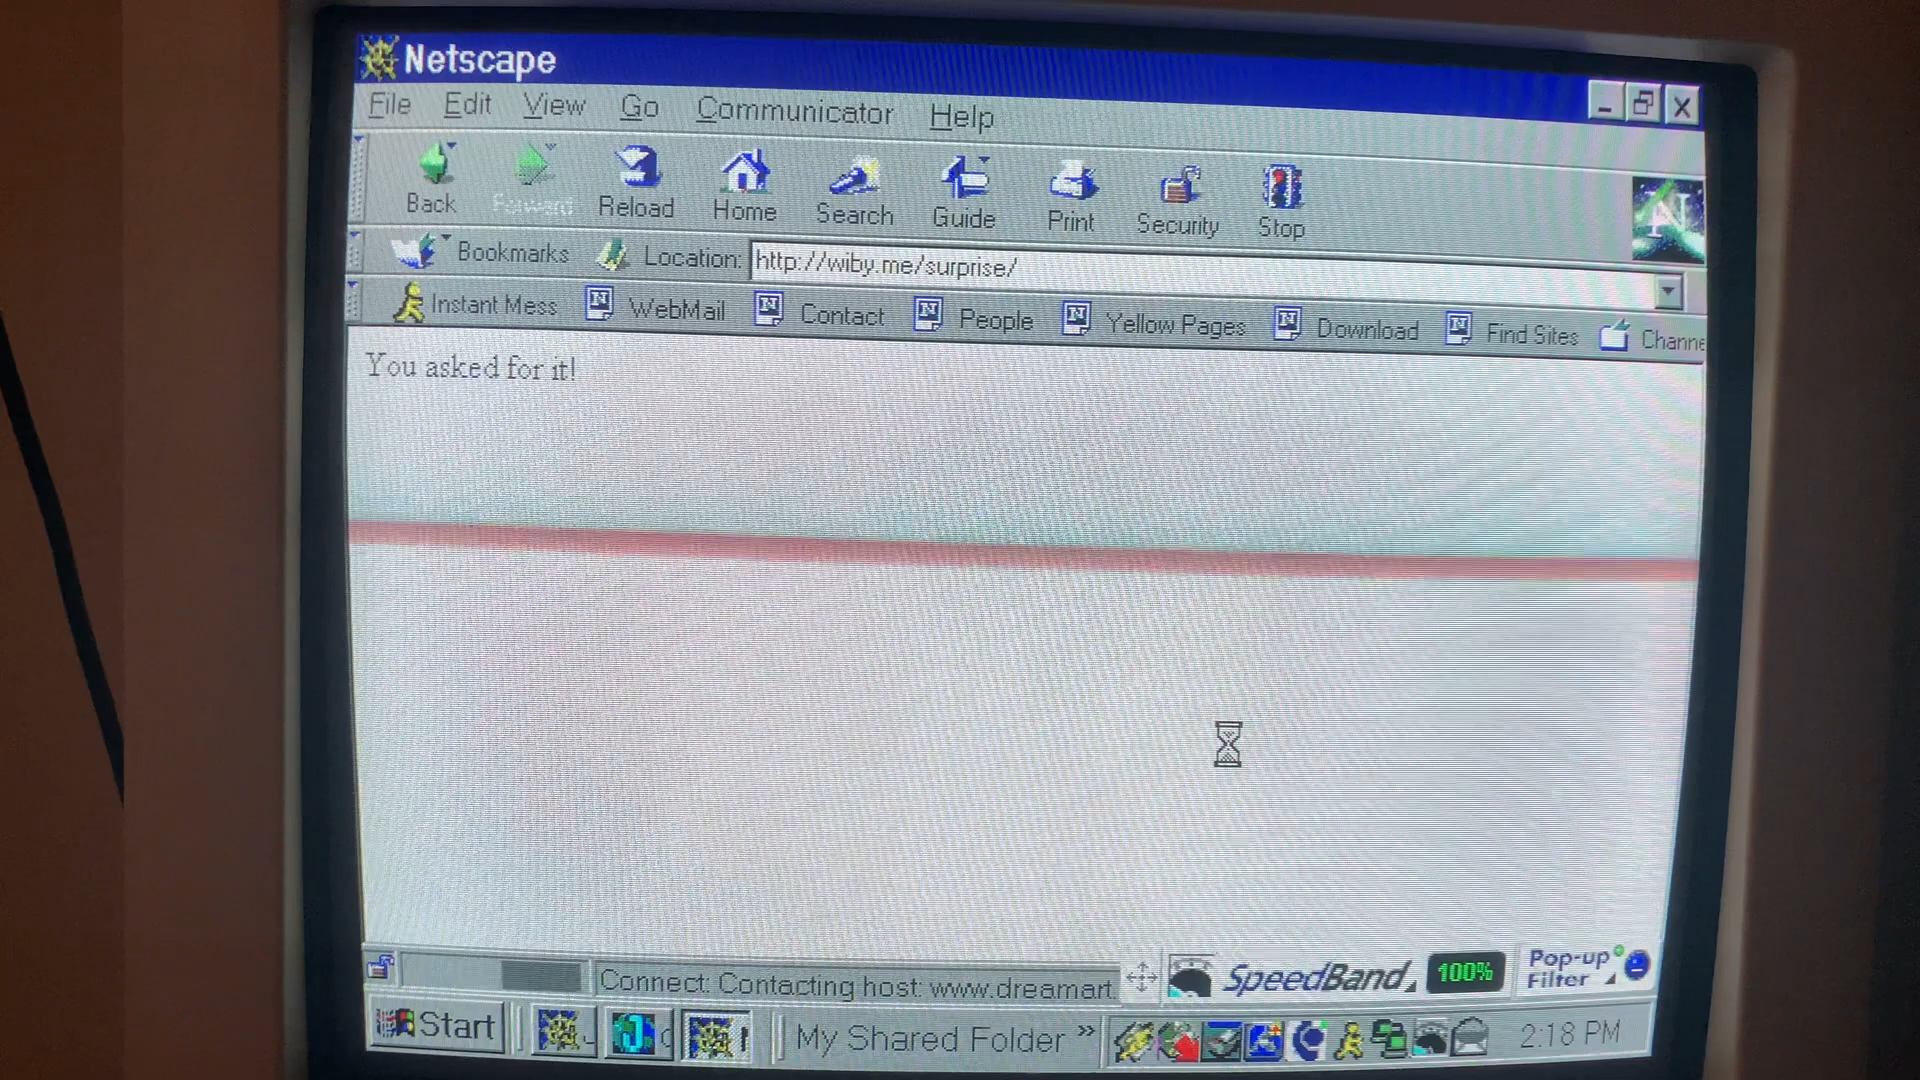 Netscape
File Edit View Go Communicator Help
Back Forward Reload Home Search Guide Print Security Stop
N
Bookmarks Location: http://wiby.me/surprise/
Instant Mess WebMail Contact People Yellow Pages Download Find Sites Channe
You asked for it!
Connect: Contacting host: www.dreamart. SpeedBand 100% Pop-up Filter
Start My Shared Folder » 2:18 PM